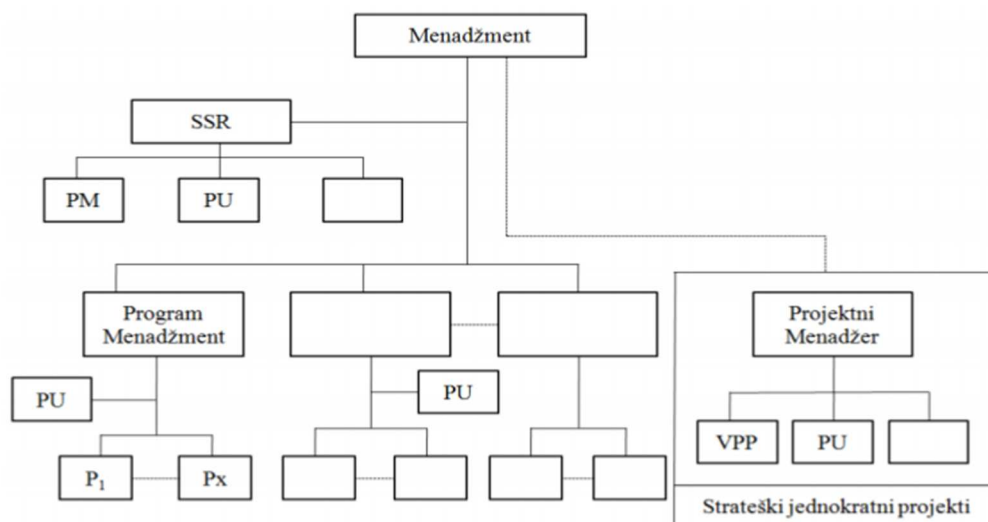 Menadžment
SSR
PM
PU
Program
Menadžment
Projektni
Menadžer
PU
PU
VPP
PU
P₁
Px
Strateški jednokratni projekti